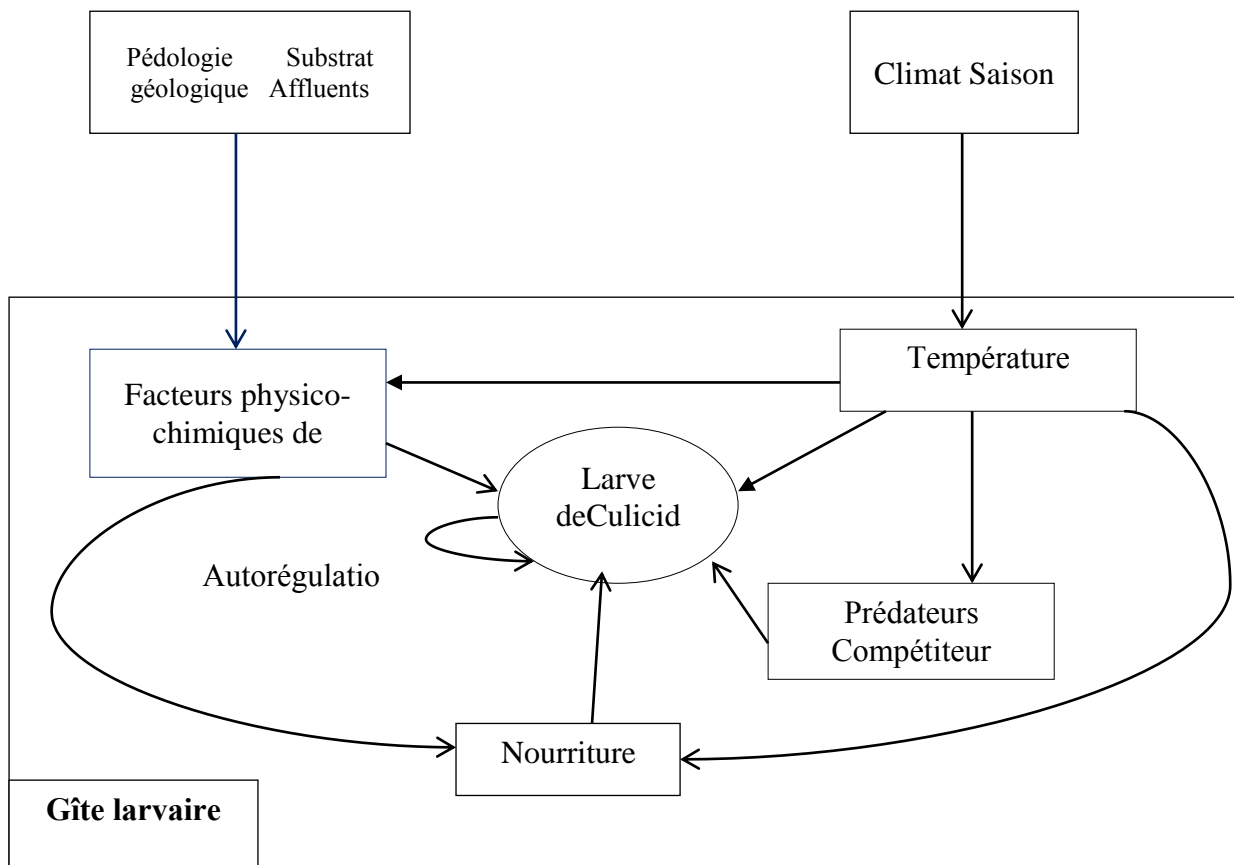 Pédologie Substrat
géologique Affluents
Climat Saison
Température
Facteurs physico-
chimiques de
Larve
deCulicid
Autorégulatio
Prédateurs
Compétiteur
Nourriture
Gîte larvaire